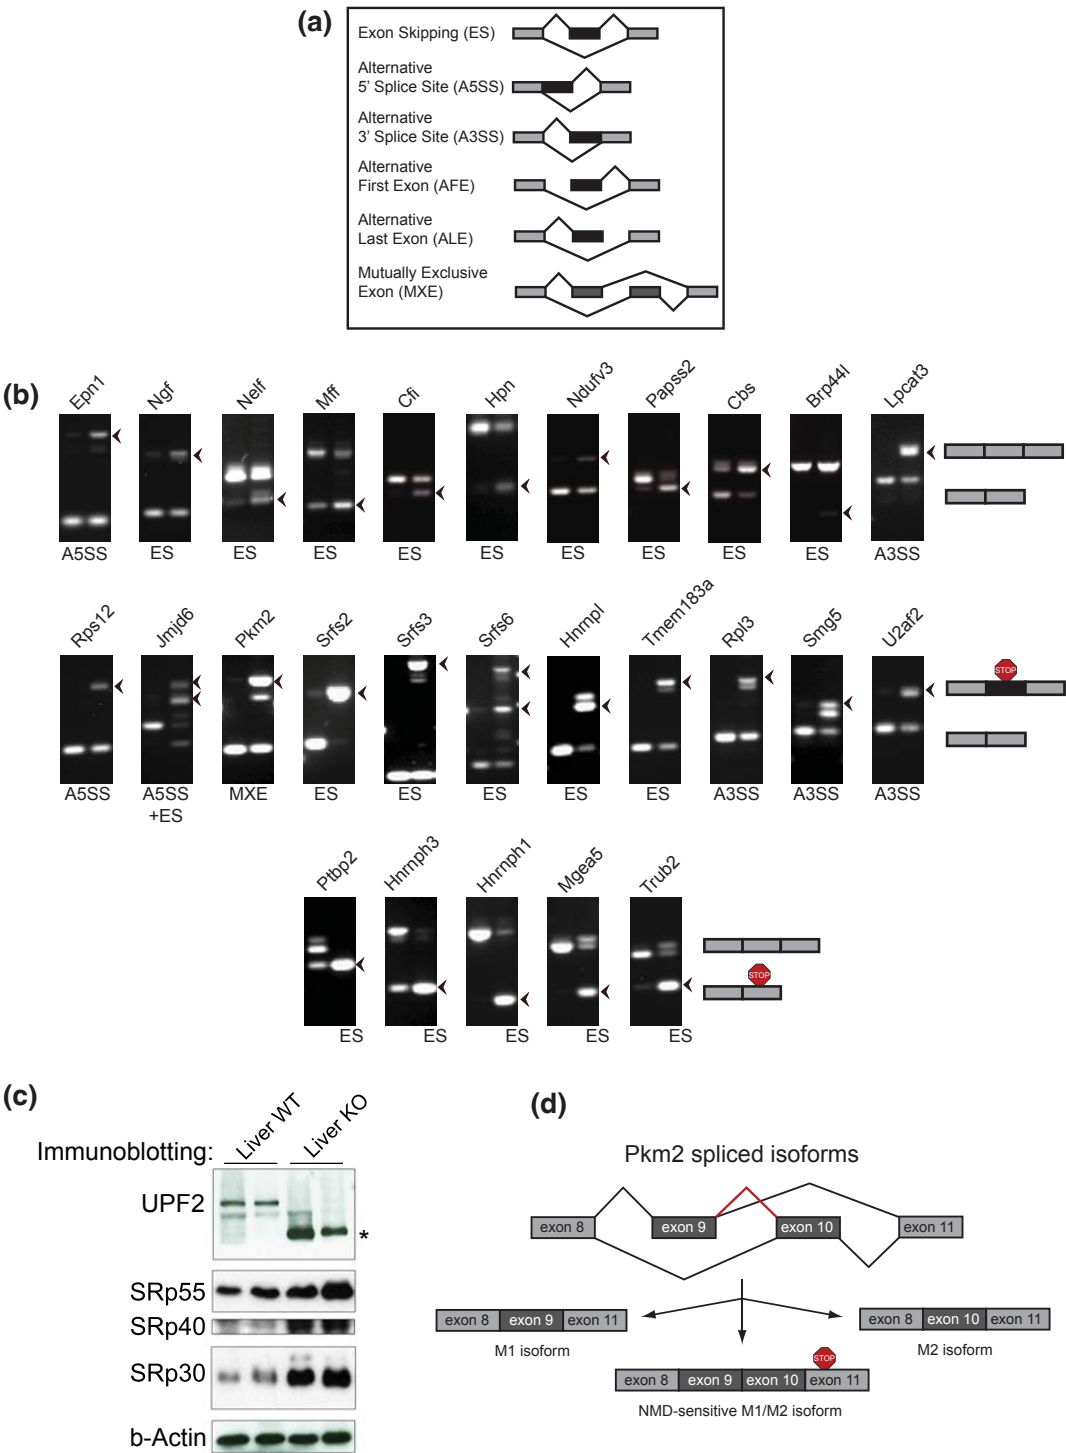 (a)
Exon Skipping (ES)
Alternative
5' Splice Site (A5SS)
Alternative
3' Splice Site (A3SS)
Alternative
First Exon (AFE)
Alternative
Last Exon (ALE)
Mutually Exclusive
Exon (MXE)
(b)
Epn1 Ngf Nelf Mff Cfi Hpn Ndufv3 Papss2 Cbs Brp44l Lpcat3
A5SS ES ES ES ES ES ES ES ES ES A3SS
Rps12 Jmjd6 Pkm2 Srfs2 Srfs3 Srfs6 Hnrnpl Tmem183a Rpl3 Smg5 U2af2
STOP
A5SS A5SS MXE ES ES ES ES ES A3SS A3SS A3SS
+ES
Ptbp2 Hnrnph3 Hnrnph1 Mgea5 Trub2
STOP
ES ES ES ES ES
(c)
Liver WT Liver KO
Immunoblotting:
UPF2
*
SRp55
SRp40
SRp30
b-Actin
(d)
Pkm2 spliced isoforms
exon 8 exon 9 exon 10 exon 11
exon 8 exon 9 exon 11
M1 isoform
exon 8 exon 10 exon 11
M2 isoform
STOP
exon 8 exon 9 exon 10 exon 11
NMD-sensitive M1/M2 isoform